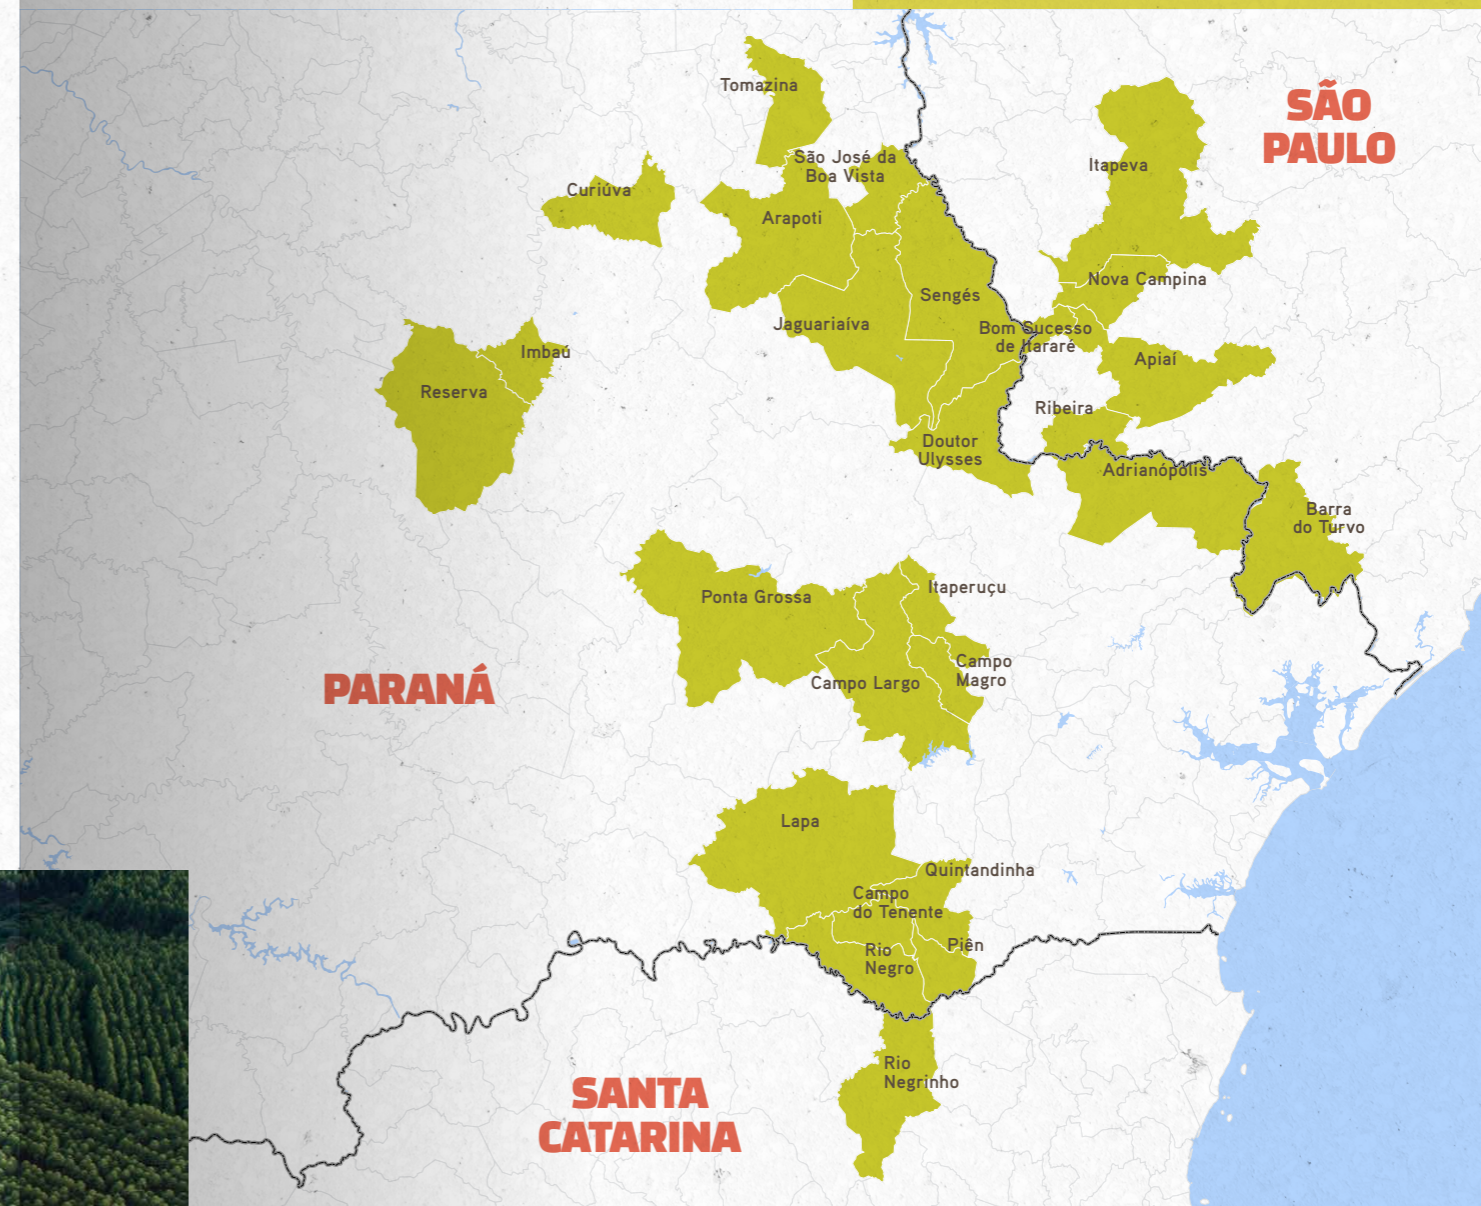 Tomazina
SÃO
PAULO
São José da
Boa Vista
Itapeva
Curiúva
Arapoti
Nova Campina
Sengés
Jaguariaíva
Bom Sucesso
de Itararé
Imbaú
Apiaí
Reserva
Ribeira
Doutor
Ulysses
Adrianópolis
Barra
do Turvo
Itaperuçu
Ponta Grossa
Campo
Magro
PARANÁ
Campo Largo
Lapa
Quintandinha
Campo
do Tenente
Piên
Rio
Negro
Rio
Negrinho
SANTA
CATARINA